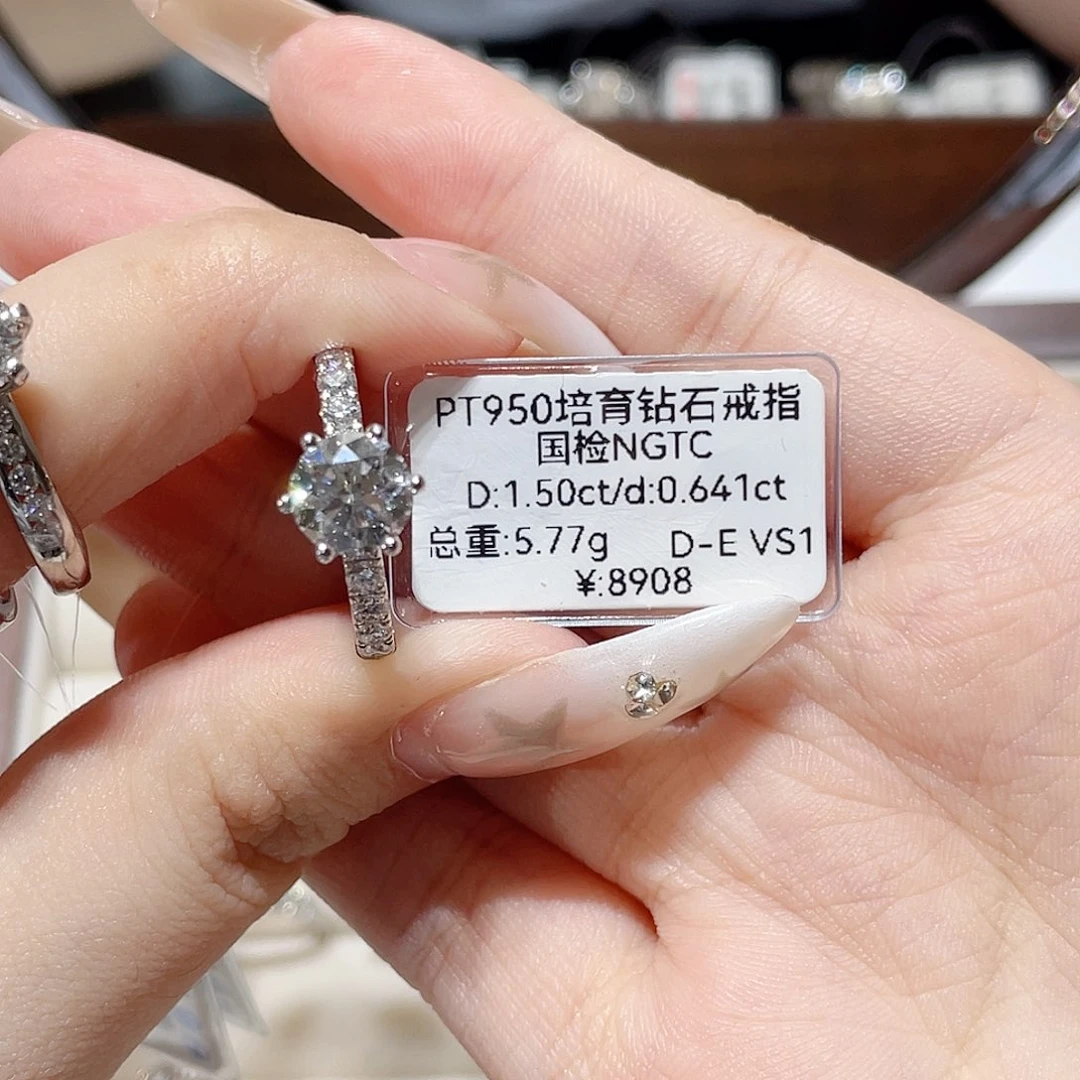 PT950培育钻石戒指
国检NGTC
D:1.50ct/d:0.641ct
总重:5.77g D-E VS1
¥:8908